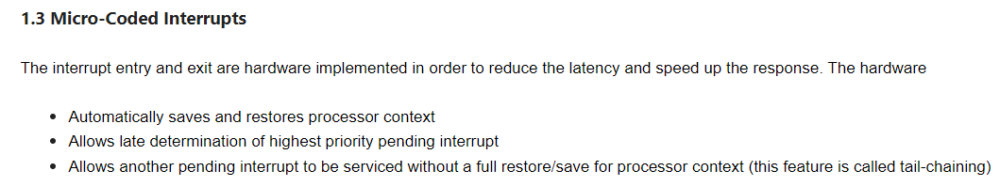 1.3 Micro-Coded Interrupts
The interrupt entry and exit are hardware implemented in order to reduce the latency and speed up the response. The hardware
• Automatically saves and restores processor context
• Allows late determination of highest priority pending interrupt
• Allows another pending interrupt to be serviced without a full restore/save for processor context (this feature is called tail-chaining)